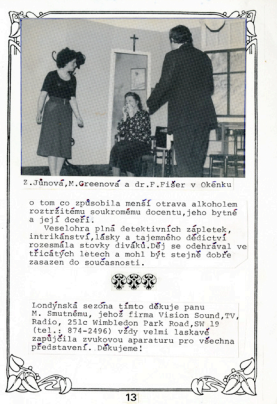 Z.Jůnová,M.Greenová a dr.F.Fišer v Okénku
o tom co způsobila menší otrava alkoholem
roztržitému soukromému docentu,jeho bytné
a její dceři.
Veselohra plná detektivních zápletek,
intrikánství,lásky a tajemného dědictví
rozesmála stovky diváků.Děj se odehrával ve
třicátých letech a mohl být stejně dobře
zasazen do současnosti.
Londýnská sezóna tímto děkuje panu
M. Smutnému, jehož firma Vision Sound,TV,
Radio, 251c Wimbledon Park Road,SW 19
(tel.: 874-2496) vždy velmi laskavě
zapůjčila zvukovou aparaturu pro všechna
představení. Děkujeme!
13